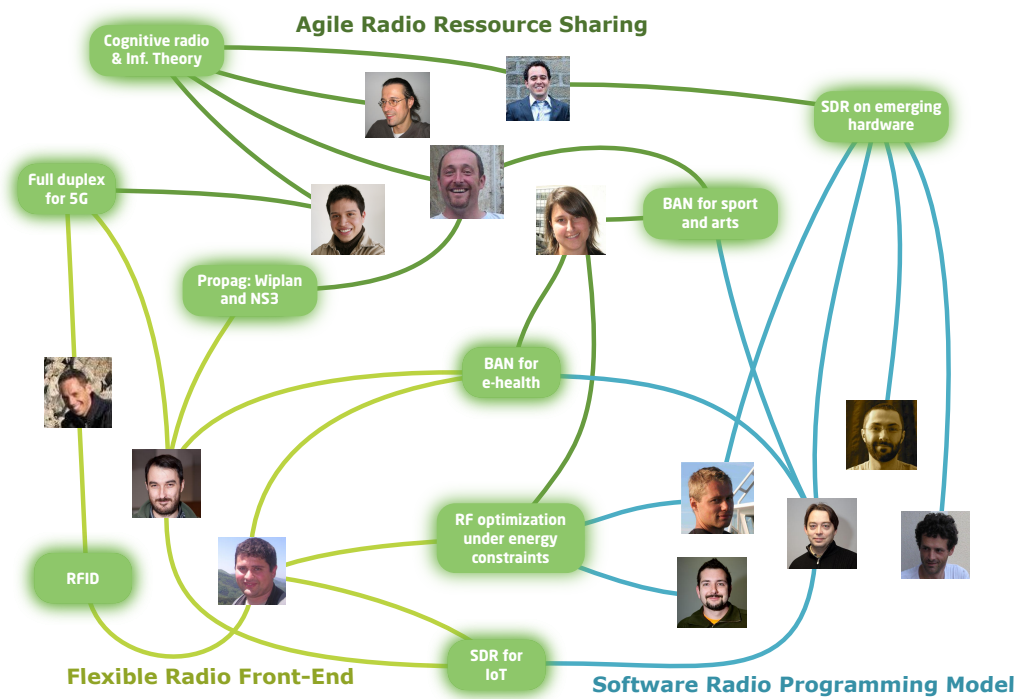 Agile Radio Ressource Sharing
Cognitive radio
& Inf. Theory
SDR on emerging
hardware
Full duplex
for 5G
BAN for sport
and arts
Propag: Wiplan
and NS3
BAN for
e-health
RF optimization
under energy
constraints
RFID
SDR for
IoT
Flexible Radio Front-End
Software Radio Programming Model